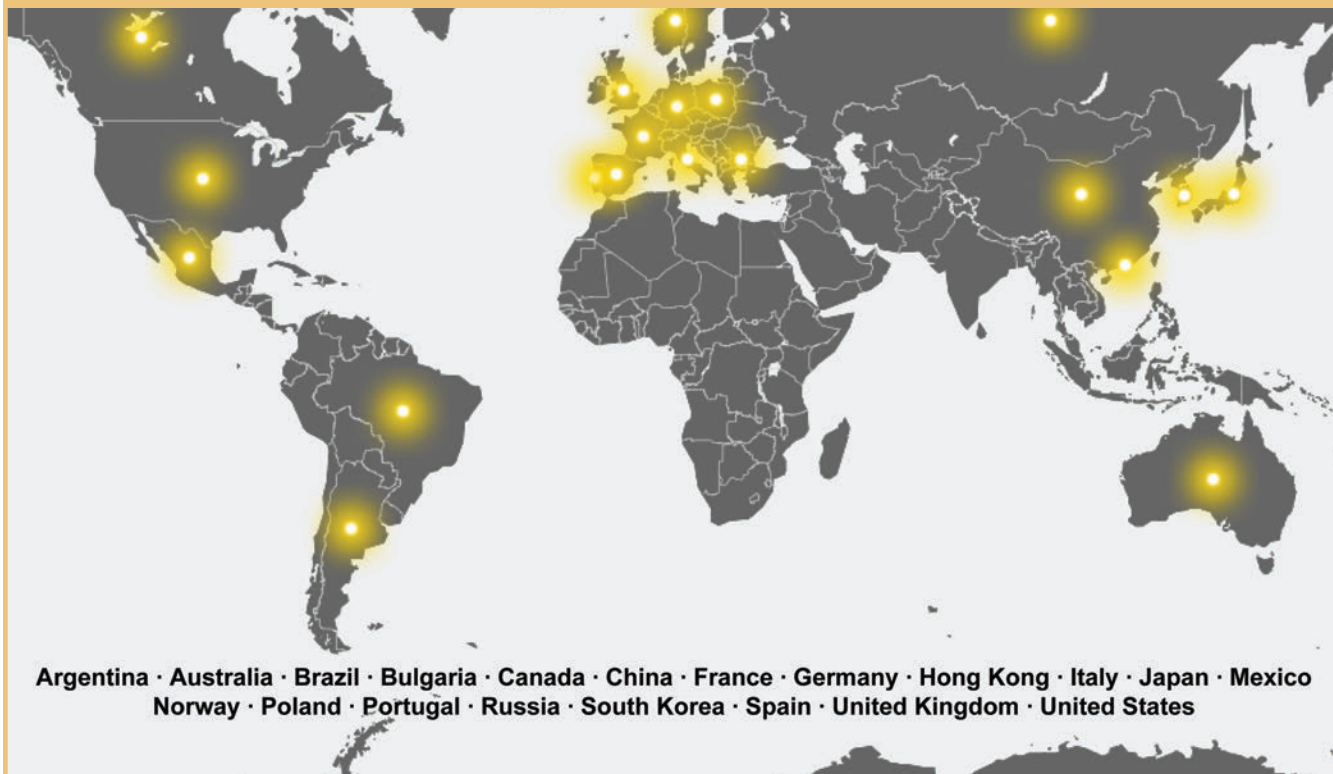 Argentina · Australia · Brazil · Bulgaria · Canada · China · France · Germany · Hong Kong · Italy · Japan · Mexico
Norway · Poland · Portugal · Russia · South Korea · Spain · United Kingdom · United States